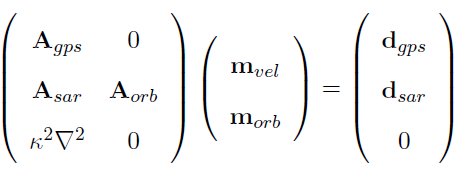 A_gps 0
A_sar A_orb
κ²∇² 0
m_vel
m_orb
=
d_gps
d_sar
0